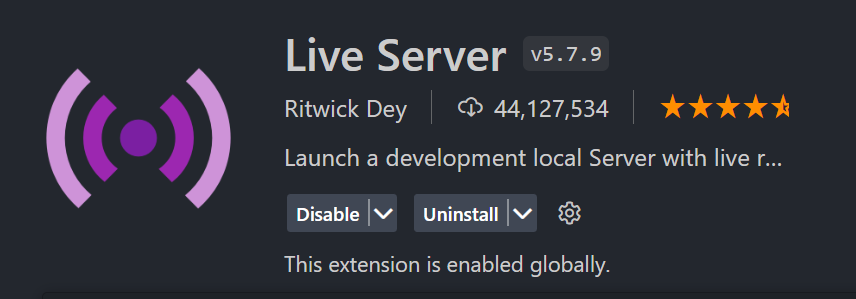 Live Server v5.7.9
Ritwick Dey 44,127,534
Launch a development local Server with live r...
Disable Uninstall
This extension is enabled globally.